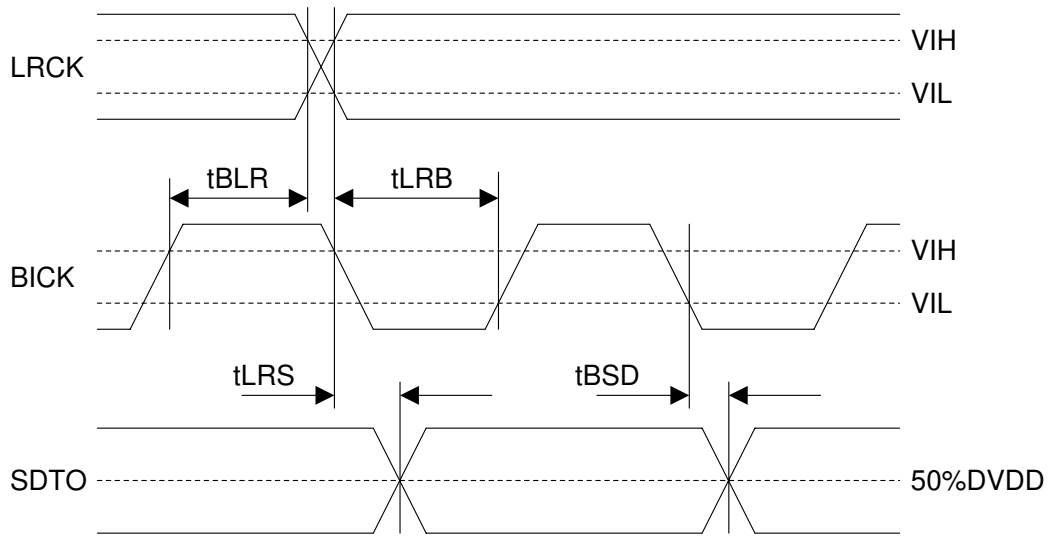 VIH
LRCK
VIL
tBLR
tLRB
VIH
BICK
VIL
tLRS
tBSD
SDTO
50%DVDD